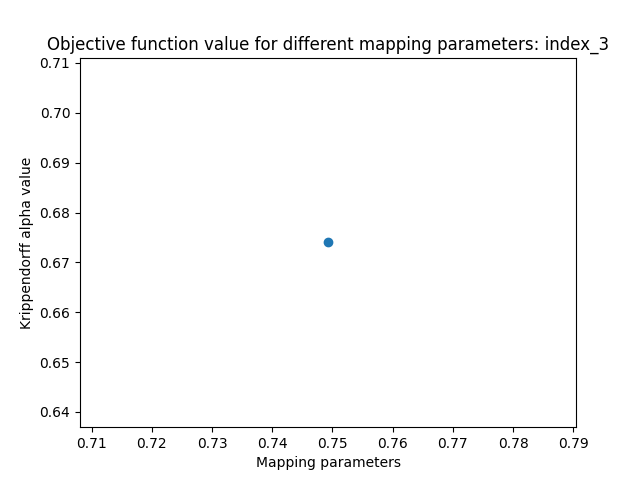 Objective function value for different mapping parameters: index_3
Krippendorff alpha value
0.71
0.70
0.69
0.68
0.67
0.66
0.65
0.64
0.71 0.72 0.73 0.74 0.75 0.76 0.77 0.78 0.79
Mapping parameters